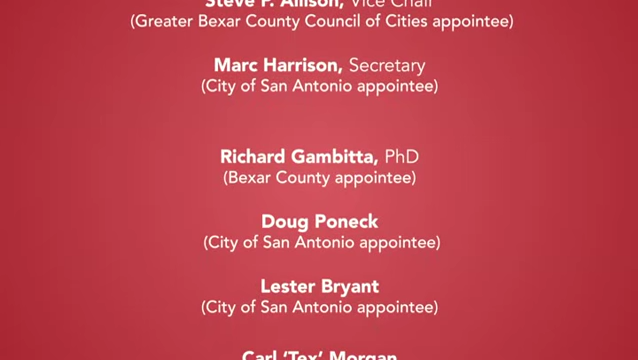 Steve P. Allison, Vice Chair
(Greater Bexar County Council of Cities appointee)
Marc Harrison, Secretary
(City of San Antonio appointee)
Richard Gambitta, PhD
(Bexar County appointee)
Doug Poneck
(City of San Antonio appointee)
Lester Bryant
(City of San Antonio appointee)
Carl ‘Tex’ Morgan